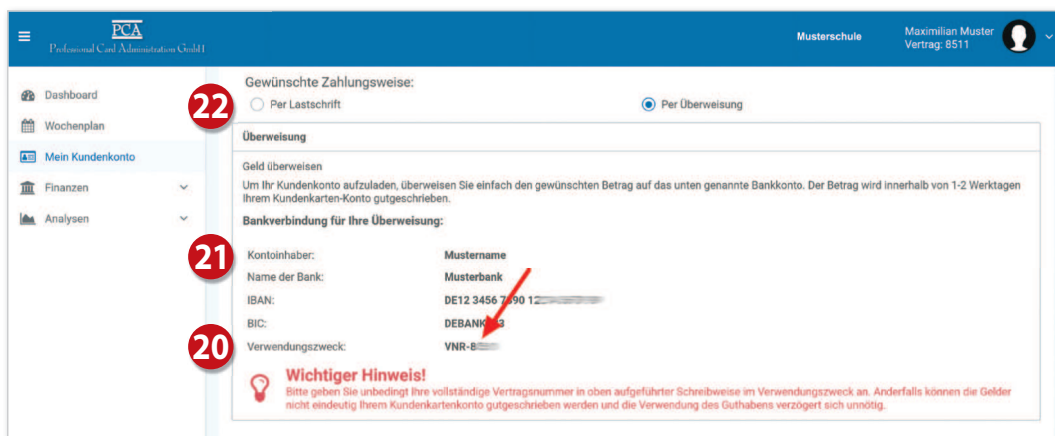 PCA
Professional Card Administration GmbH
Musterschule
Maximilian Muster
Vertrag: 8511
Dashboard
Wochenplan
Mein Kundenkonto
Finanzen
Analysen
Gewünschte Zahlungsweise:
22
Per Lastschrift
Per Überweisung
Überweisung
Geld überweisen
Um Ihr Kundenkonto aufzuladen, überweisen Sie einfach den gewünschten Betrag auf das unten genannte Bankkonto. Der Betrag wird innerhalb von 1-2 Werktagen
Ihrem Kundenkarten-Konto gutgeschrieben.
Bankverbindung für Ihre Überweisung:
21
Kontoinhaber: Mustername
Name der Bank: Musterbank
IBAN: DE12 3456 12
BIC:
20
Verwendungszweck: VNR-8
Wichtiger Hinweis!
Bitte geben Sie unbedingt Ihre vollständige Vertragsnummer in oben aufgeführter Schreibweise im Verwendungszweck an. Anderfalls können die Gelder
nicht eindeutig Ihrem Kundenkartenkonto gutgeschrieben werden und die Verwendung des Guthabens verzögert sich unnötig.